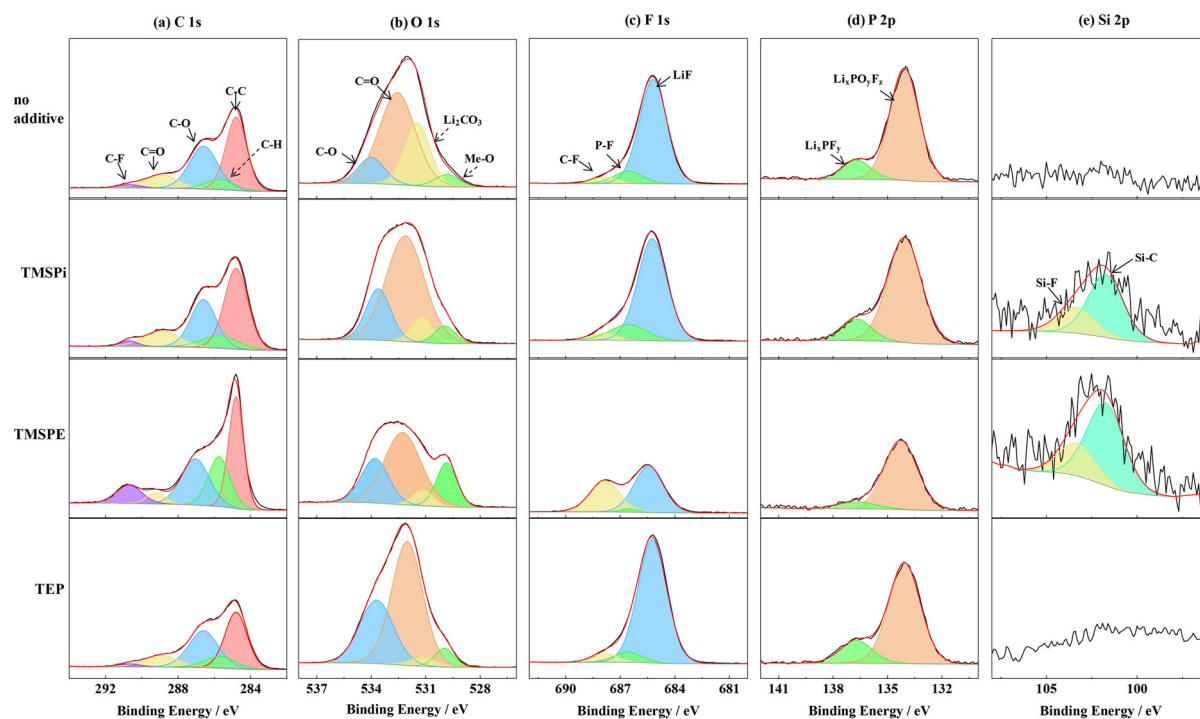 (a) C 1s
(b) O 1s
(c) F 1s
(d) P 2p
(e) Si 2p
no
additive
C-F
C=O
C-O
C-C
C-H
C-O
C=O
Li₂CO₃
Me-O
C-F
P-F
LiF
LiₓPFᵧ
LiₓPOᵧF_z
TMSPi
Si-F
Si-C
TMSPE
TEP
292 288 284
537 534 531 528
690 687 684 681
141 138 135 132
105 100
Binding Energy / eV
Binding Energy / eV
Binding Energy / eV
Binding Energy / eV
Binding Energy / eV